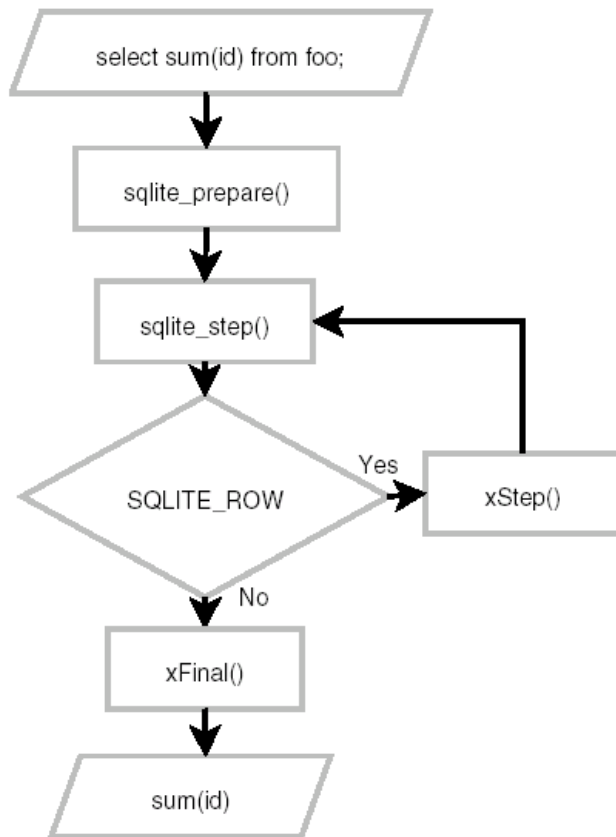 select sum(id) from foo;
sqlite_prepare()
sqlite_step()
SQLITE_ROW
Yes
xStep()
No
xFinal()
sum(id)